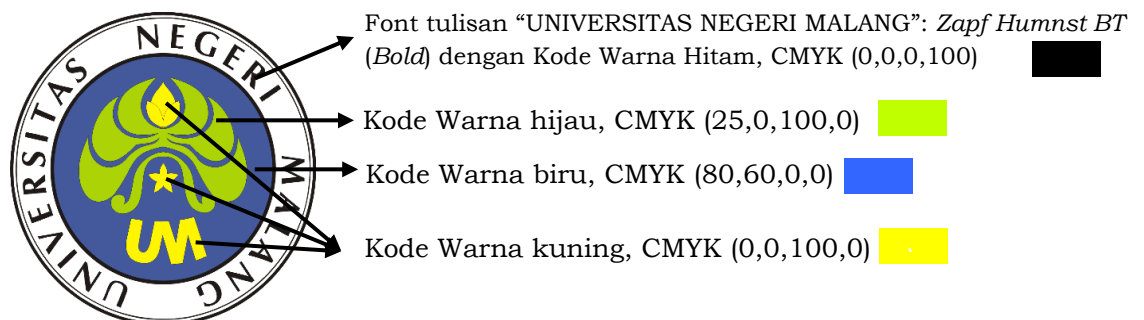 UNIVERSITAS NEGERI MALANG
UM
Font tulisan “UNIVERSITAS NEGERI MALANG”: Zapf Humnst BT
(Bold) dengan Kode Warna Hitam, CMYK (0,0,0,100)
Kode Warna hijau, CMYK (25,0,100,0)
Kode Warna biru, CMYK (80,60,0,0)
Kode Warna kuning, CMYK (0,0,100,0)